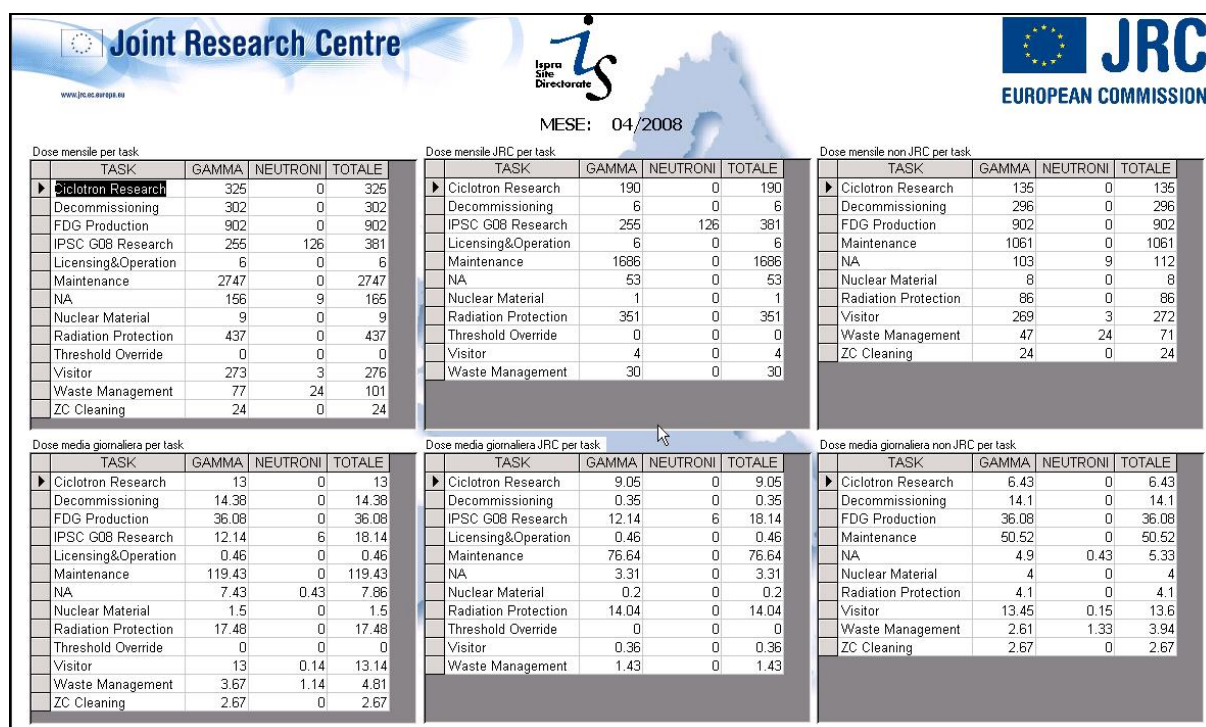 Joint Research Centre
www.jrc.ec.europa.eu
Ispra
Site
Directorate
iS
JRC
EUROPEAN COMMISSION
MESE: 04/2008
Dose mensile per task
TASK GAMMA NEUTRONI TOTALE
Ciclotron Research 325 0 325
Decommissioning 302 0 302
FDG Production 902 0 902
IPSC G08 Research 255 126 381
Licensing&Operation 6 0 6
Maintenance 2747 0 2747
NA 156 9 165
Nuclear Material 9 0 9
Radiation Protection 437 0 437
Threshold Override 0 0 0
Visitor 273 3 276
Waste Management 77 24 101
ZC Cleaning 24 0 24
Dose mensile JRC per task
TASK GAMMA NEUTRONI TOTALE
Ciclotron Research 190 0 190
Decommissioning 6 0 6
IPSC G08 Research 255 126 381
Licensing&Operation 6 0 6
Maintenance 1686 0 1686
NA 53 0 53
Nuclear Material 1 0 1
Radiation Protection 351 0 351
Threshold Override 0 0 0
Visitor 4 0 4
Waste Management 30 0 30
Dose mensile non JRC per task
TASK GAMMA NEUTRONI TOTALE
Ciclotron Research 135 0 135
Decommissioning 296 0 296
FDG Production 902 0 902
Maintenance 1061 0 1061
NA 103 9 112
Nuclear Material 8 0 8
Radiation Protection 86 0 86
Visitor 269 3 272
Waste Management 47 24 71
ZC Cleaning 24 0 24
Dose media giornaliera per task
TASK GAMMA NEUTRONI TOTALE
Ciclotron Research 13 0 13
Decommissioning 14.38 0 14.38
FDG Production 36.08 0 36.08
IPSC G08 Research 12.14 6 18.14
Licensing&Operation 0.46 0 0.46
Maintenance 119.43 0 119.43
NA 7.43 0.43 7.86
Nuclear Material 1.5 0 1.5
Radiation Protection 17.48 0 17.48
Threshold Override 0 0 0
Visitor 13 0.14 13.14
Waste Management 3.67 1.14 4.81
ZC Cleaning 2.67 0 2.67
Dose media giornaliera JRC per task
TASK GAMMA NEUTRONI TOTALE
Ciclotron Research 9.05 0 9.05
Decommissioning 0.35 0 0.35
IPSC G08 Research 12.14 6 18.14
Licensing&Operation 0.46 0 0.46
Maintenance 76.64 0 76.64
NA 3.31 0 3.31
Nuclear Material 0.2 0 0.2
Radiation Protection 14.04 0 14.04
Threshold Override 0 0 0
Visitor 0.36 0 0.36
Waste Management 1.43 0 1.43
Dose media giornaliera non JRC per task
TASK GAMMA NEUTRONI TOTALE
Ciclotron Research 6.43 0 6.43
Decommissioning 14.1 0 14.1
FDG Production 36.08 0 36.08
Maintenance 50.52 0 50.52
NA 4.9 0.43 5.33
Nuclear Material 4 0 4
Radiation Protection 4.1 0 4.1
Visitor 13.45 0.15 13.6
Waste Management 2.61 1.33 3.94
ZC Cleaning 2.67 0 2.67